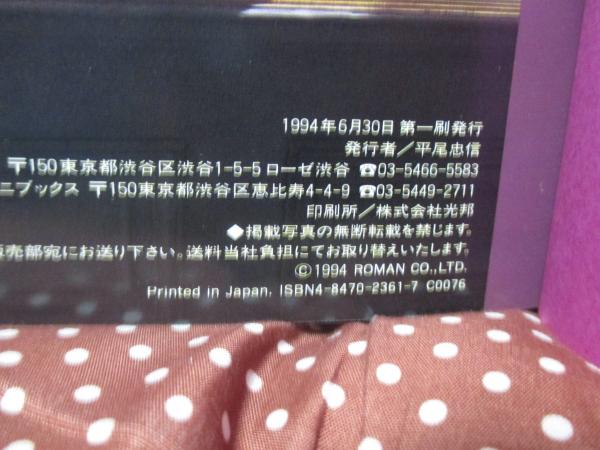 1994年6月30日 第一刷発行
発行者/平尾忠信
〒150東京都渋谷区渋谷1-5-5ローゼ渋谷 ☎03-5466-5583
ニブックス 〒150東京都渋谷区恵比寿4-4-9 ☎03-5449-2711
印刷所/株式会社光邦
◆掲載写真の無断転載を禁じます。
売部宛にお送り下さい。送料当社負担にてお取り替えいたします。
©1994 ROMAN CO.,LTD.
Printed in Japan. ISBN4-8470-2361-7 C0076